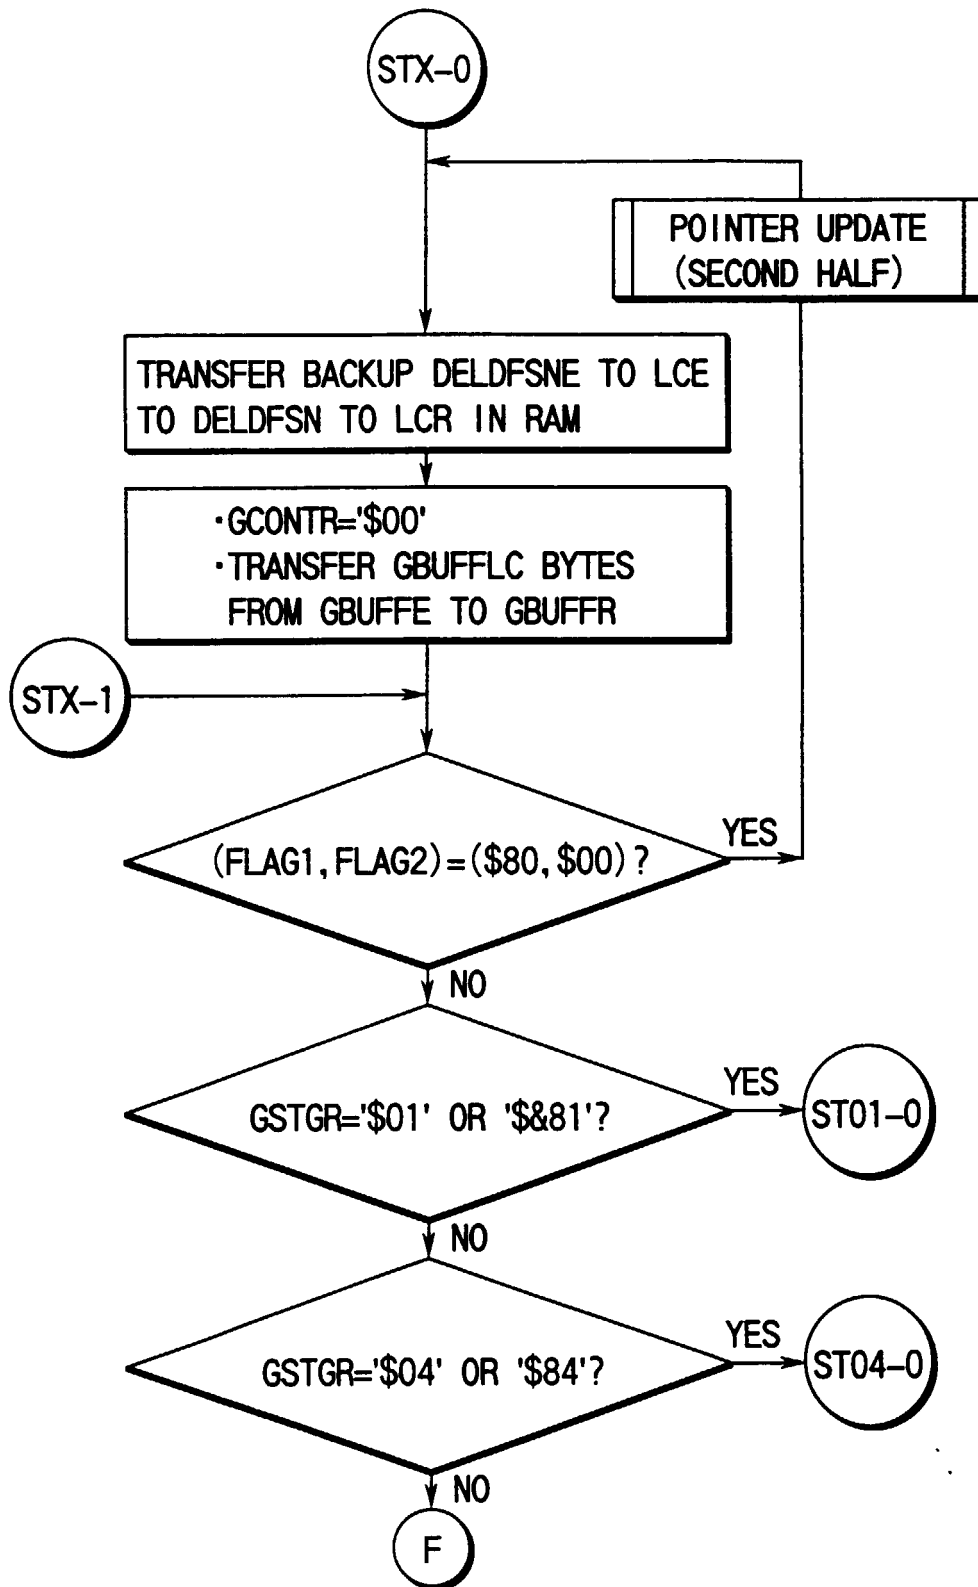 STX-0
POINTER UPDATE
(SECOND HALF)
TRANSFER BACKUP DELDFSNE TO LCE
TO DELDFSN TO LCR IN RAM
·GCONTR='$00'
·TRANSFER GBUFFLC BYTES
FROM GBUFFE TO GBUFFR
STX-1
(FLAG1,FLAG2)=($80,$00)?
YES
NO
GSTGR='$01' OR '$&81'?
YES
ST01-0
NO
GSTGR='$04' OR '$84'?
YES
ST04-0
NO
F